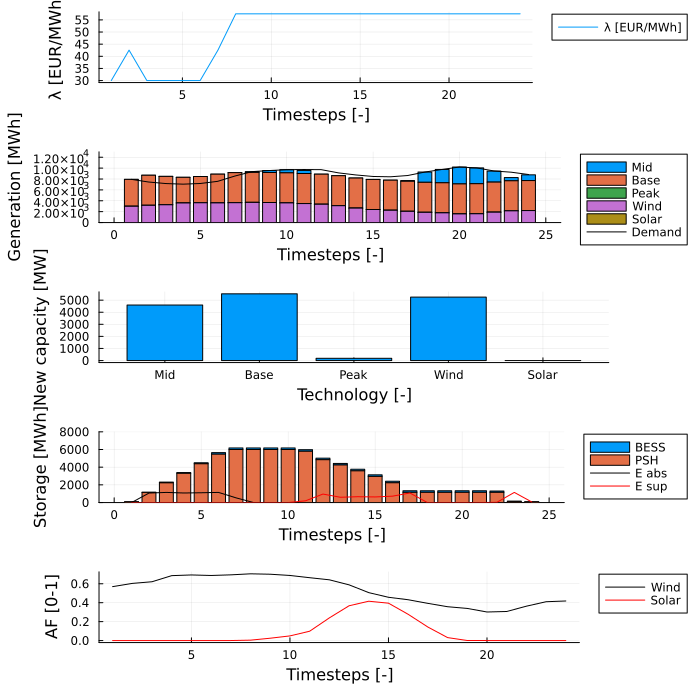 λ [EUR/MWh]
55
50
45
40
35
30
5 10 15 20
Timesteps [-]
λ [EUR/MWh]
Generation [MWh]
1.20×10⁴
1.00×10⁴
8.00×10³
6.00×10³
4.00×10³
2.00×10³
0
0 5 10 15 20 25
Timesteps [-]
Mid
Base
Peak
Wind
Solar
Demand
New capacity [MW]
5000
4000
3000
2000
1000
0
Mid Base Peak Wind Solar
Technology [-]
Storage [MWh]
8000
6000
4000
2000
0
0 5 10 15 20 25
Timesteps [-]
BESS
PSH
E abs
E sup
AF [0-1]
0.6
0.4
0.2
0.0
5 10 15 20
Timesteps [-]
Wind
Solar